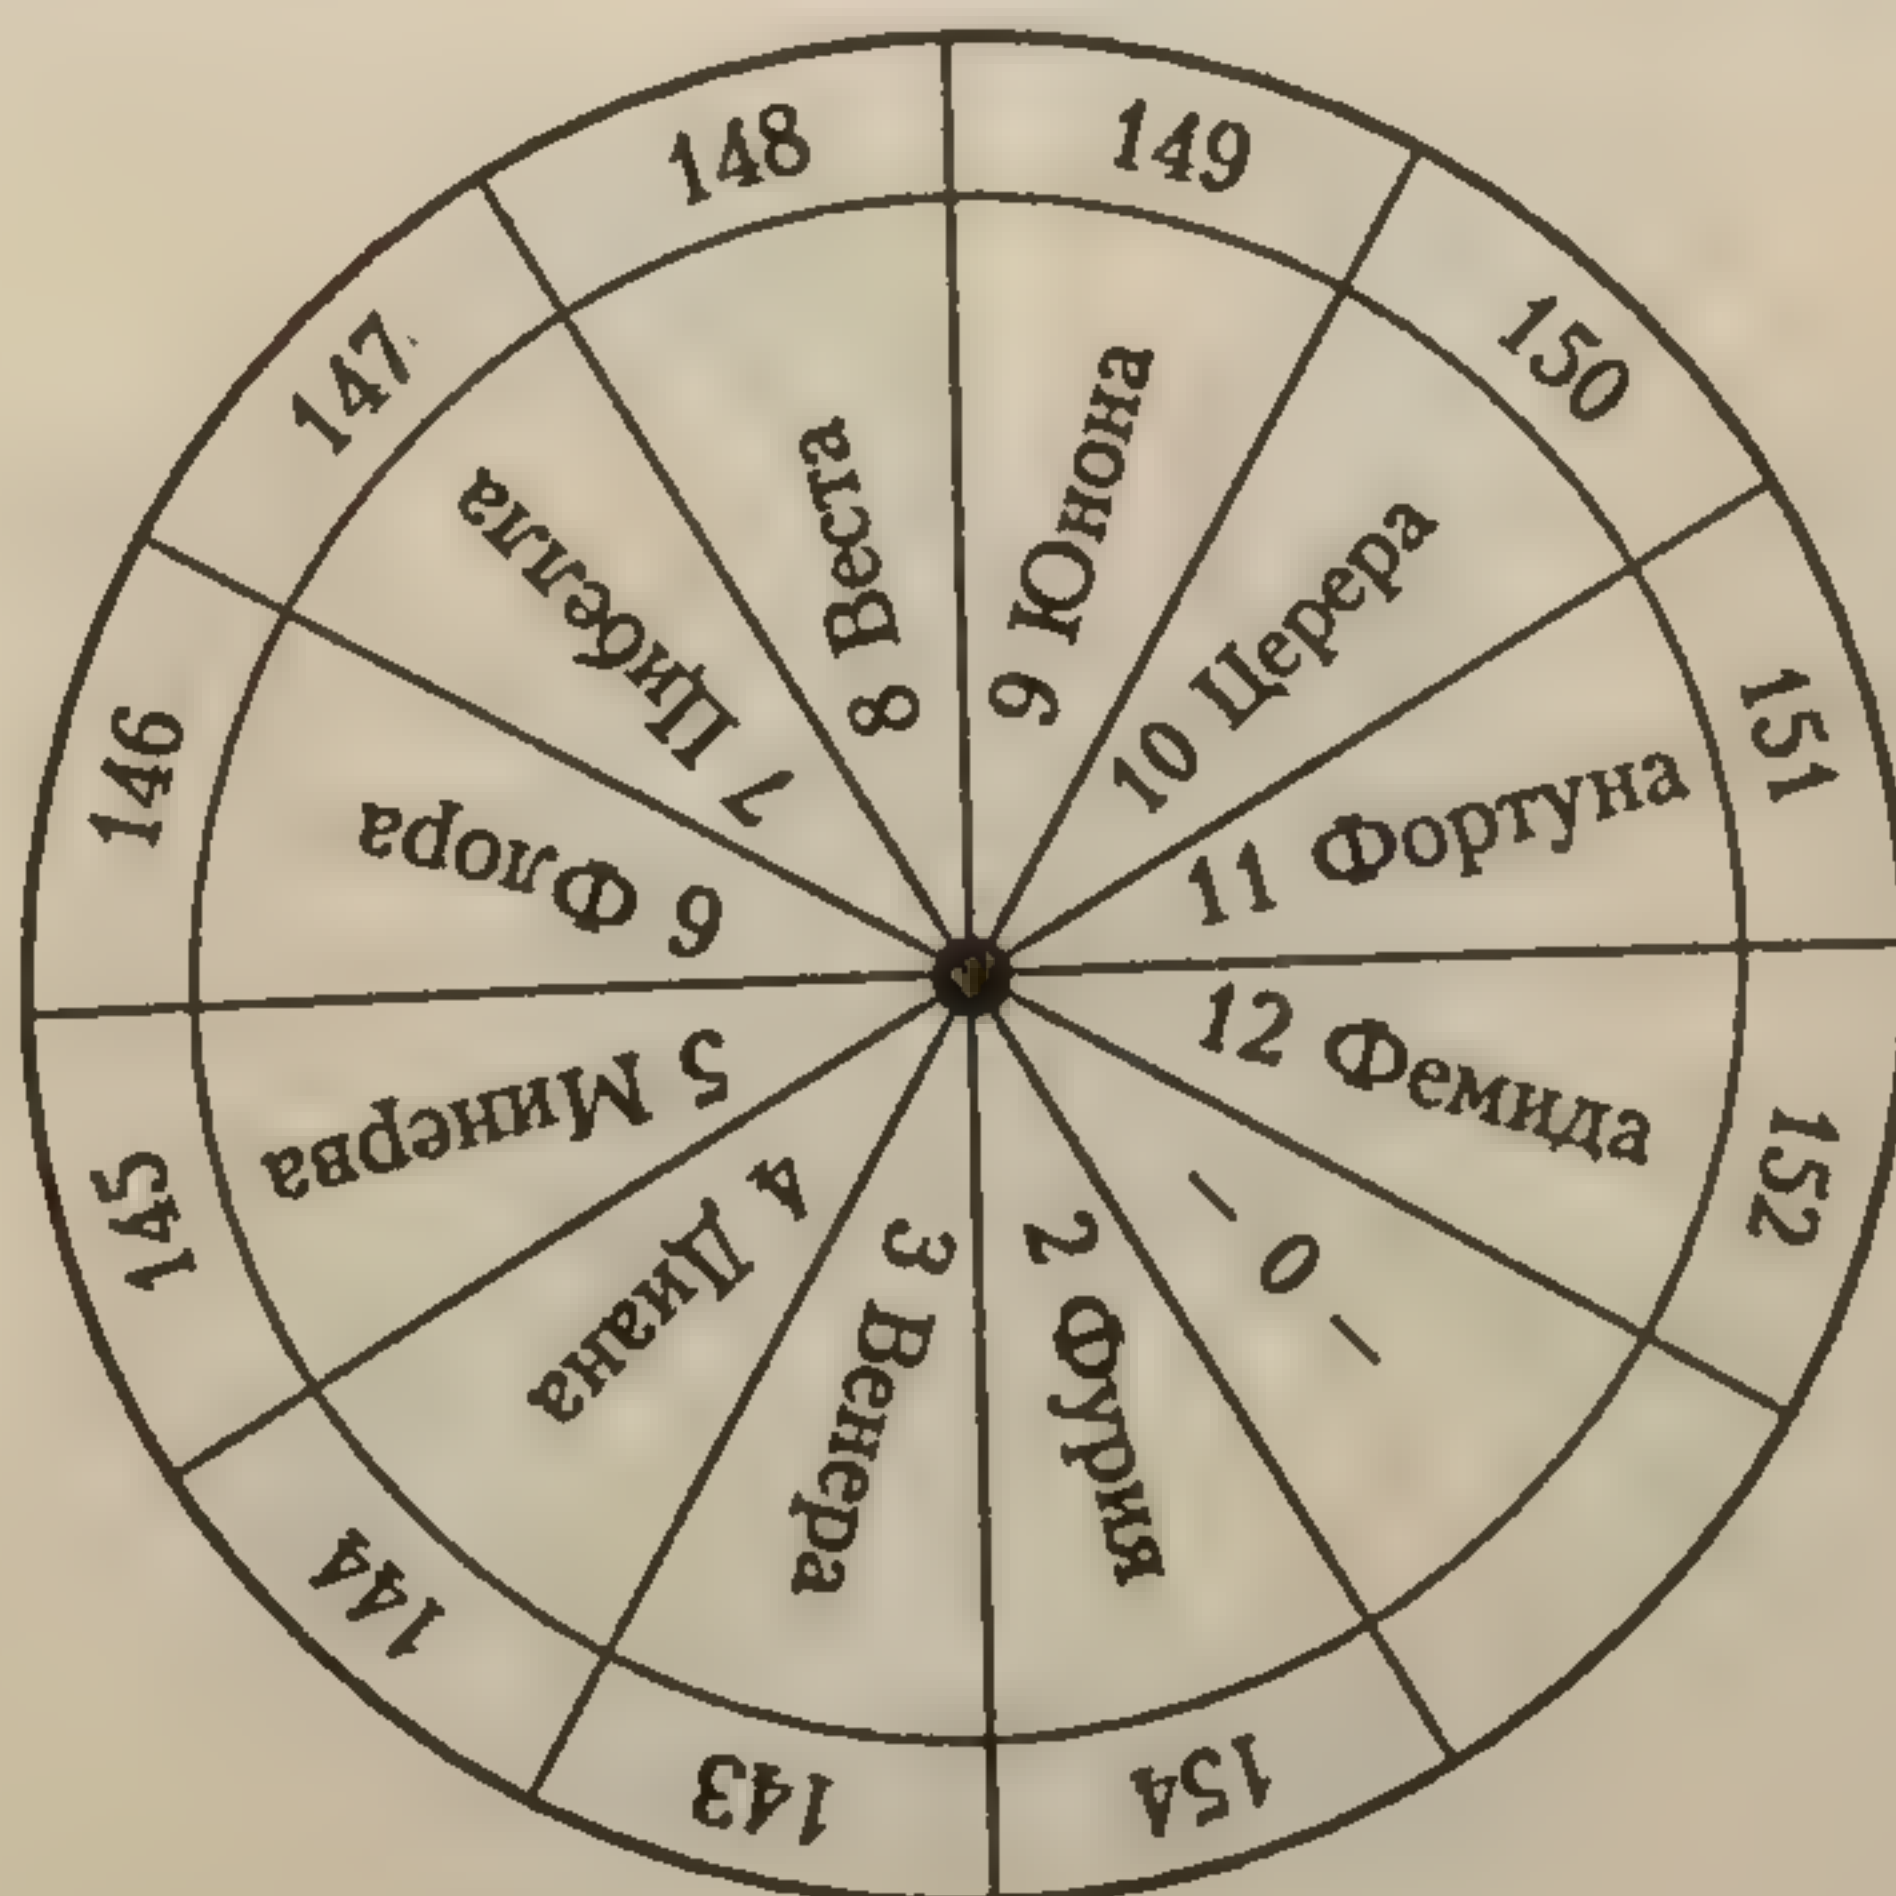 148
149
150
151
152
154
143
144
145
146
147
8 Веста
9 Юнона
10 Церера
11 Фортуна
12 Фемида
– 0 –
2 Фурия
3 Венера
4 Диана
5 Минерва
6 Флора
7 Цибелла